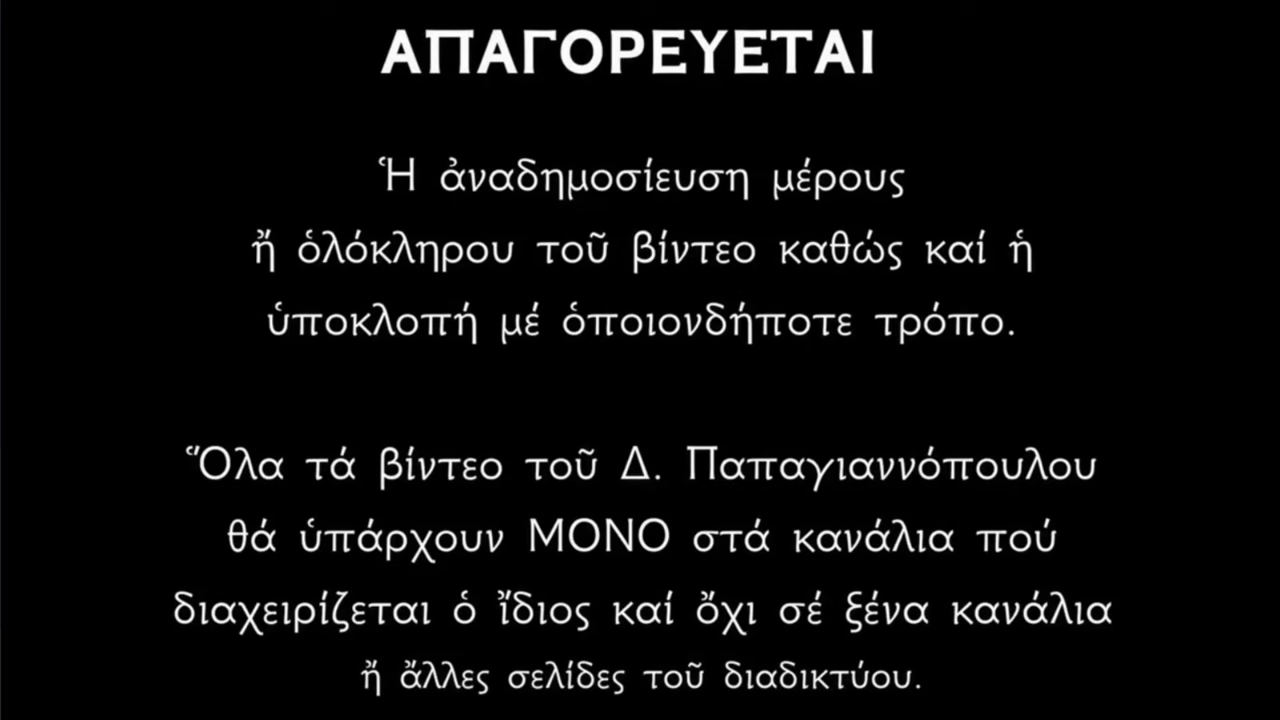 ΑΠΑΓΟΡΕΥΕΤΑΙ
Ἡ ἀναδημοσίευση μέρους
ἤ ὁλόκληρου τοῦ βίντεο καθώς καί ἡ
ὑποκλοπή μέ ὁποιονδήποτε τρόπο.
Ὅλα τά βίντεο τοῦ Δ. Παπαγιαννόπουλου
θά ὑπάρχουν ΜΟΝΟ στά κανάλια πού
διαχειρίζεται ὁ ἴδιος καί ὄχι σέ ξένα κανάλια
ἤ ἄλλες σελίδες τοῦ διαδικτύου.